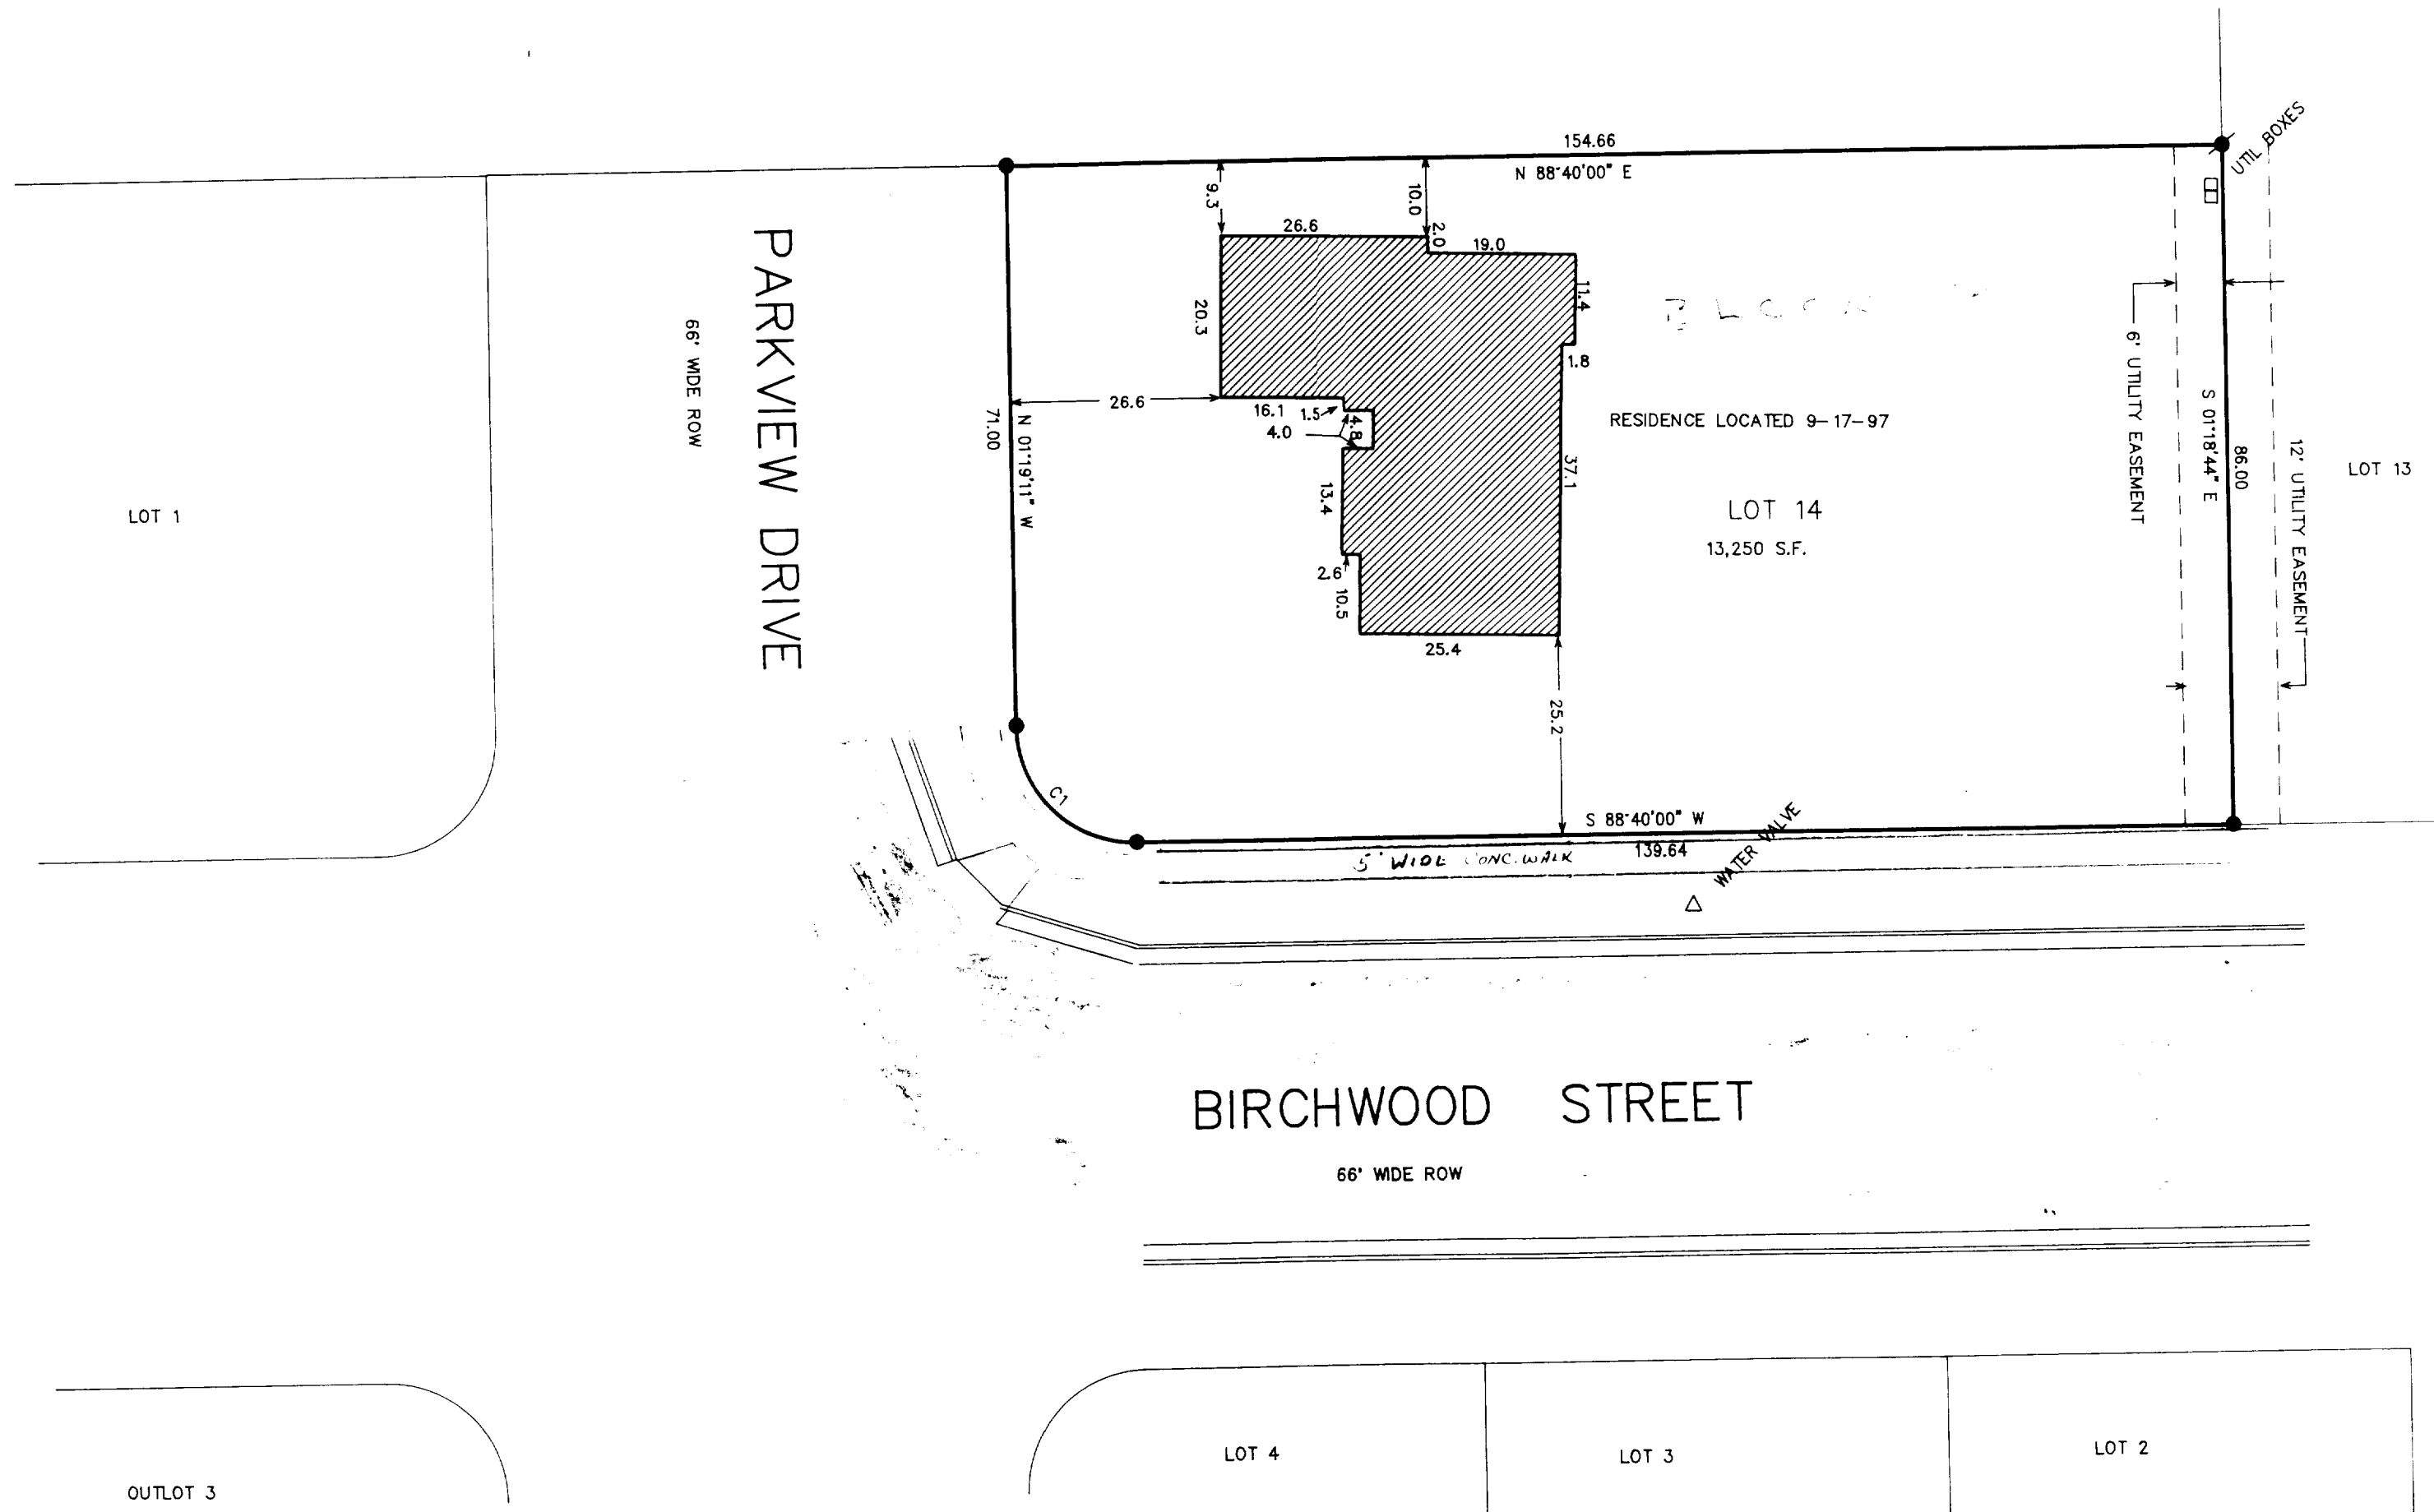 154.66
N 88°40'00" E
UTIL BOXES
9.3
10.0
26.6
2.0
19.0
11.4
1.8
20.3
26.6
16.1
1.5
4.8
4.0
37.1
13.4
2.6
10.5
25.4
25.2
PARKVIEW DRIVE
66' WIDE ROW
N 01°19'11" W
71.00
RESIDENCE LOCATED 9-17-97
LOT 14
13,250 S.F.
6' UTILITY EASEMENT
S 01°18'44" E
86.00
12' UTILITY EASEMENT
LOT 13
LOT 1
C1
S 88°40'00" W
139.64
5' WIDE CONC. WALK
WATER VALVE
BIRCHWOOD STREET
66' WIDE ROW
LOT 4
LOT 3
LOT 2
OUTLOT 3